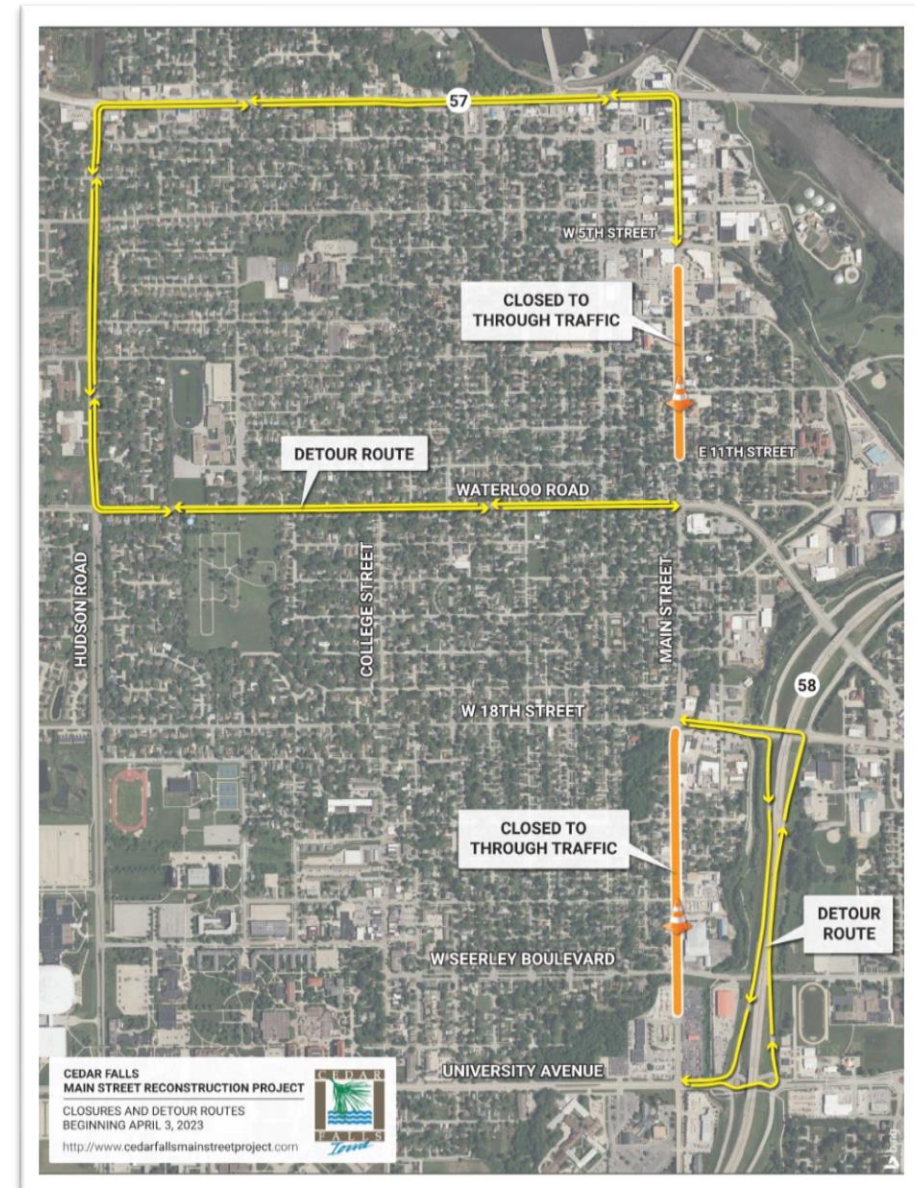 57
W 5TH STREET
CLOSED TO
THROUGH TRAFFIC
E 11TH STREET
DETOUR ROUTE
WATERLOO ROAD
HUDSON ROAD
COLLEGE STREET
MAIN STREET
58
W 18TH STREET
CLOSED TO
THROUGH TRAFFIC
DETOUR
ROUTE
W SEERLEY BOULEVARD
UNIVERSITY AVENUE
CEDAR FALLS
MAIN STREET RECONSTRUCTION PROJECT
CLOSURES AND DETOUR ROUTES
BEGINNING APRIL 3, 2023
http://www.cedarfallsmainstreetproject.com
CEDAR
FALLS
Iowa
bing